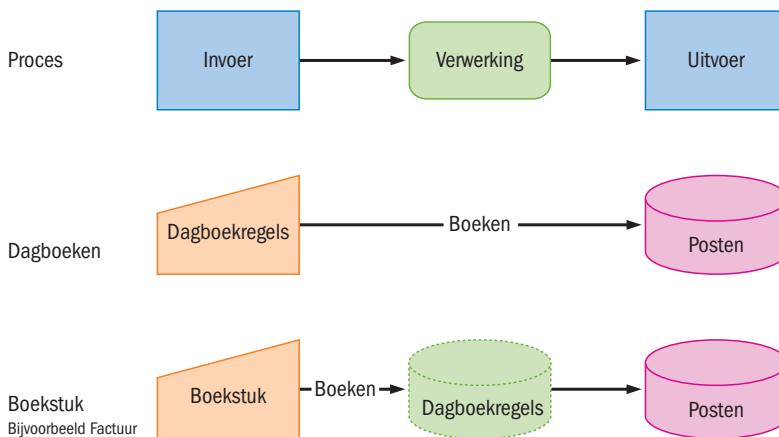 Proces
Invoer
Verwerking
Uitvoer
Dagboeken
Dagboekregels
Boeken
Posten
Boekstuk
Bijvoorbeeld Factuur
Boekstuk
Boeken
Dagboekregels
Posten